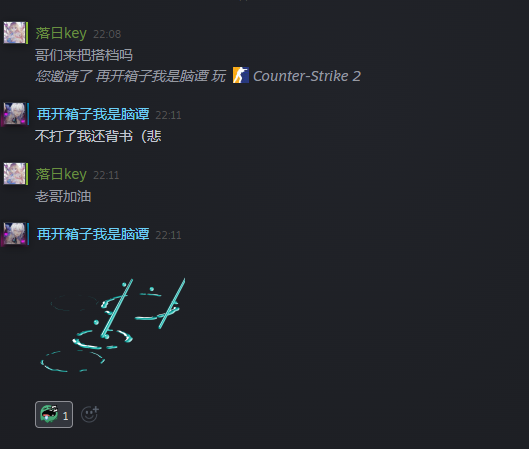 落日key 22:08
哥们来把搭档吗
您邀请了 再开箱子我是脑谭 玩 Counter-Strike 2
再开箱子我是脑谭 22:11
不打了我还背书（悲
落日key 22:11
老哥加油
再开箱子我是脑谭 22:11
1